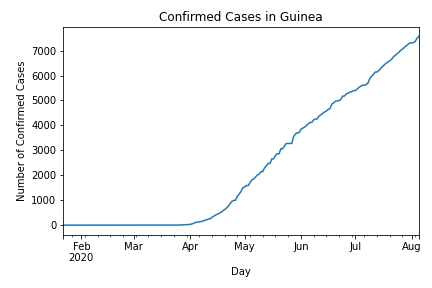 Confirmed Cases in Guinea
Number of Confirmed Cases
7000
6000
5000
4000
3000
2000
1000
0
Feb Mar Apr May Jun Jul Aug
2020
Day